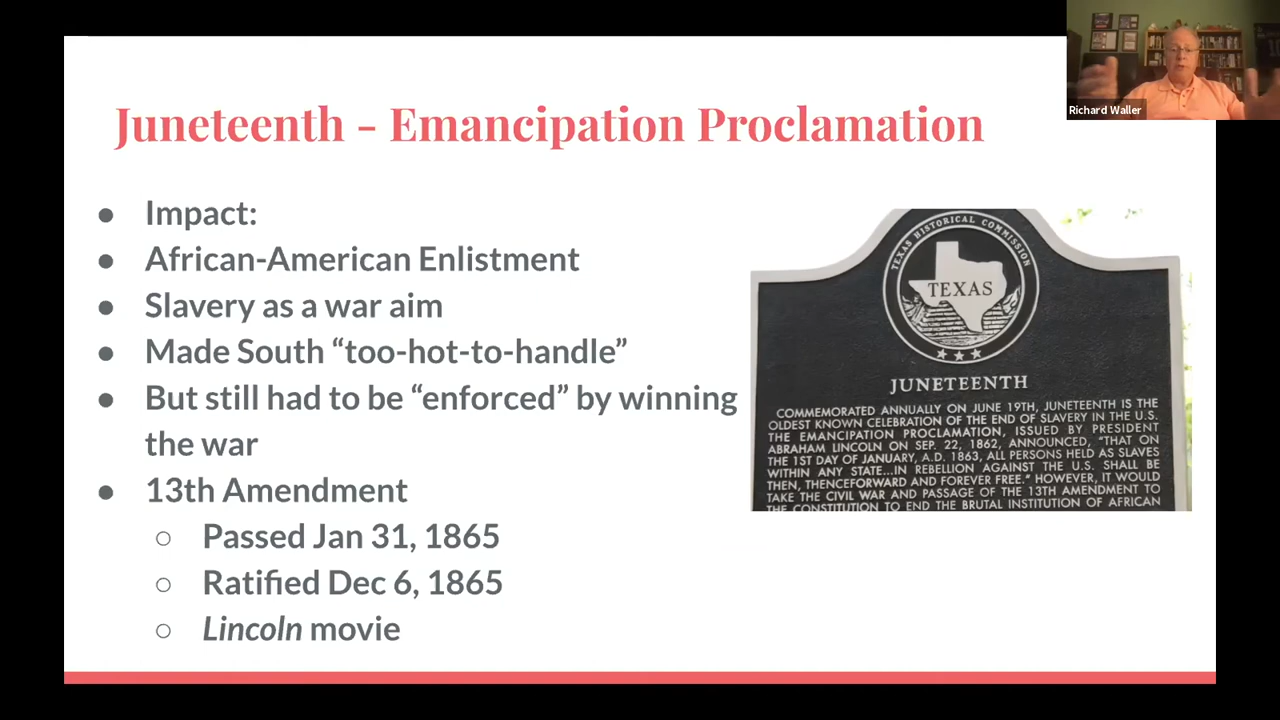 Richard Waller
Juneteenth - Emancipation Proclamation
● Impact:
● African-American Enlistment
● Slavery as a war aim
● Made South “too-hot-to-handle”
● But still had to be “enforced” by winning
the war
● 13th Amendment
○ Passed Jan 31, 1865
○ Ratified Dec 6, 1865
○ Lincoln movie
TEXAS HISTORICAL COMMISSION
TEXAS
JUNETEENTH
COMMEMORATED ANNUALLY ON JUNE 19TH, JUNETEENTH IS THE
OLDEST KNOWN CELEBRATION OF THE END OF SLAVERY IN THE U.S.
THE EMANCIPATION PROCLAMATION, ISSUED BY PRESIDENT
ABRAHAM LINCOLN ON SEP. 22, 1862, ANNOUNCED, “THAT ON
THE 1ST DAY OF JANUARY, A.D. 1863, ALL PERSONS HELD AS SLAVES
WITHIN ANY STATE...IN REBELLION AGAINST THE U.S. SHALL BE
THEN, THENCEFORWARD AND FOREVER FREE.” HOWEVER, IT WOULD
TAKE THE CIVIL WAR AND PASSAGE OF THE 13TH AMENDMENT TO
THE CONSTITUTION TO END THE BRUTAL INSTITUTION OF AFRICAN